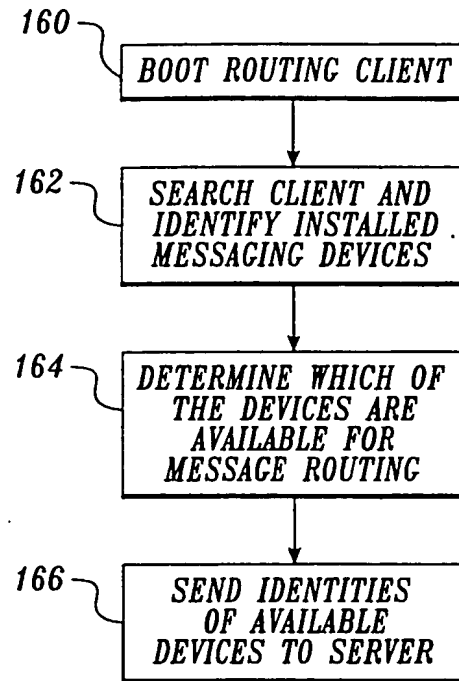 160
BOOT ROUTING CLIENT
162
SEARCH CLIENT AND
IDENTIFY INSTALLED
MESSAGING DEVICES
164
DETERMINE WHICH OF
THE DEVICES ARE
AVAILABLE FOR
MESSAGE ROUTING
166
SEND IDENTITIES
OF AVAILABLE
DEVICES TO SERVER